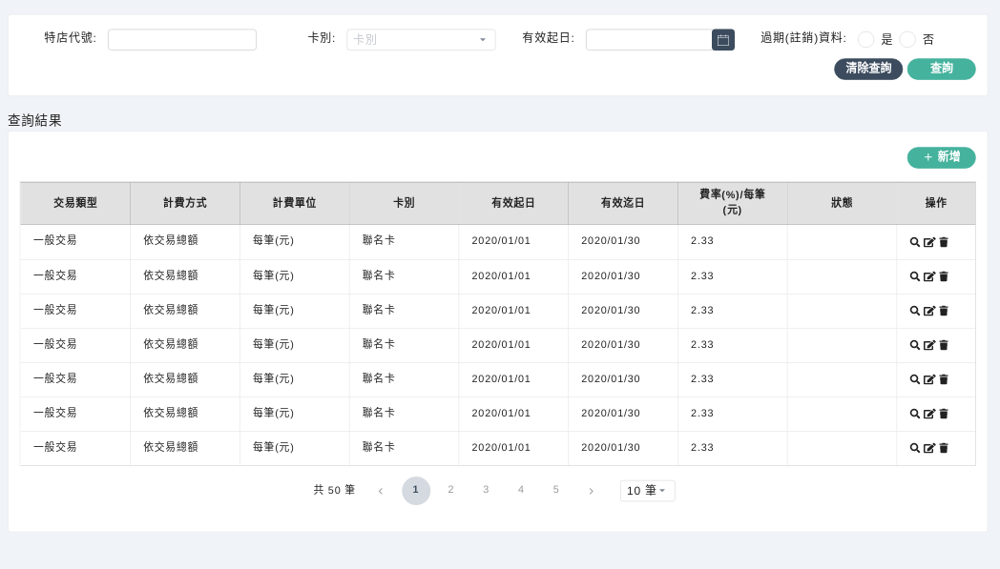 特店代號: 卡別: 卡別 有效起日: 過期(註銷)資料: 是 否
清除查詢 查詢
查詢結果
+ 新增
交易類型 計費方式 計費單位 卡別 有效起日 有效迄日 費率(%)/每筆(元) 狀態 操作
一般交易 依交易總額 每筆(元) 聯名卡 2020/01/01 2020/01/30 2.33
一般交易 依交易總額 每筆(元) 聯名卡 2020/01/01 2020/01/30 2.33
一般交易 依交易總額 每筆(元) 聯名卡 2020/01/01 2020/01/30 2.33
一般交易 依交易總額 每筆(元) 聯名卡 2020/01/01 2020/01/30 2.33
一般交易 依交易總額 每筆(元) 聯名卡 2020/01/01 2020/01/30 2.33
一般交易 依交易總額 每筆(元) 聯名卡 2020/01/01 2020/01/30 2.33
一般交易 依交易總額 每筆(元) 聯名卡 2020/01/01 2020/01/30 2.33
共 50 筆 ‹ 1 2 3 4 5 › 10 筆